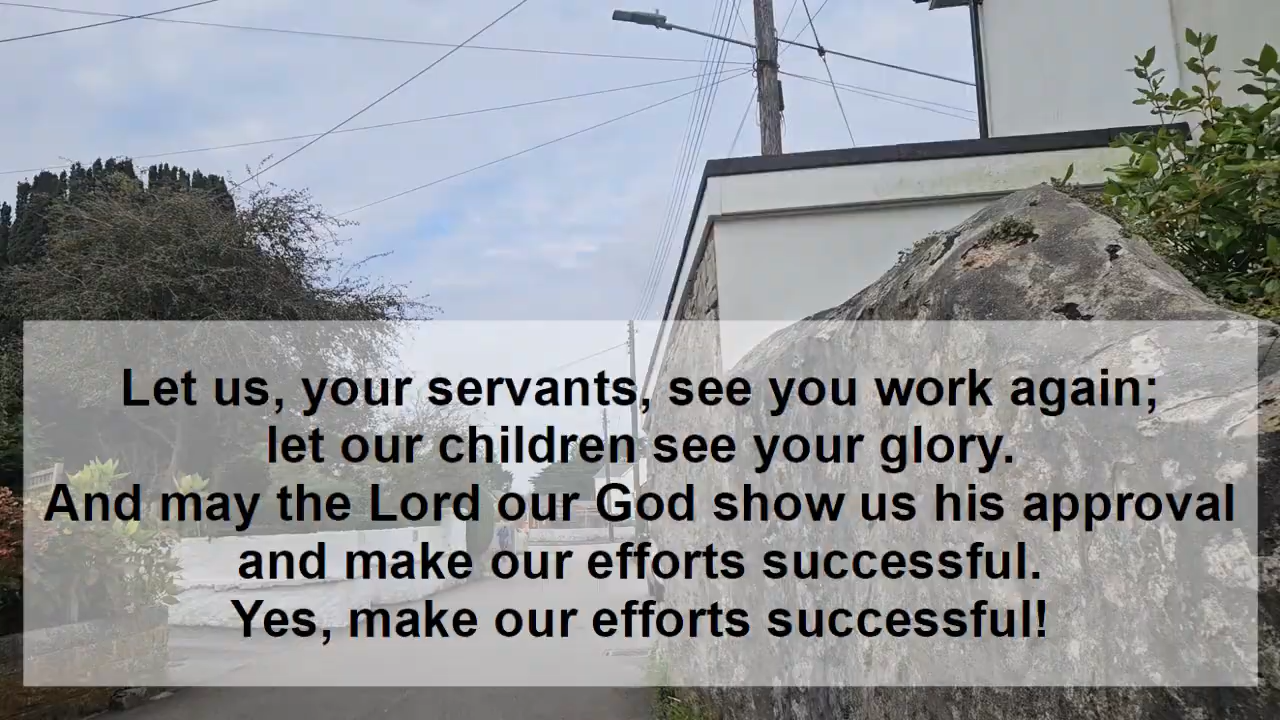 Let us, your servants, see you work again;
let our children see your glory.
And may the Lord our God show us his approval
and make our efforts successful.
Yes, make our efforts successful!